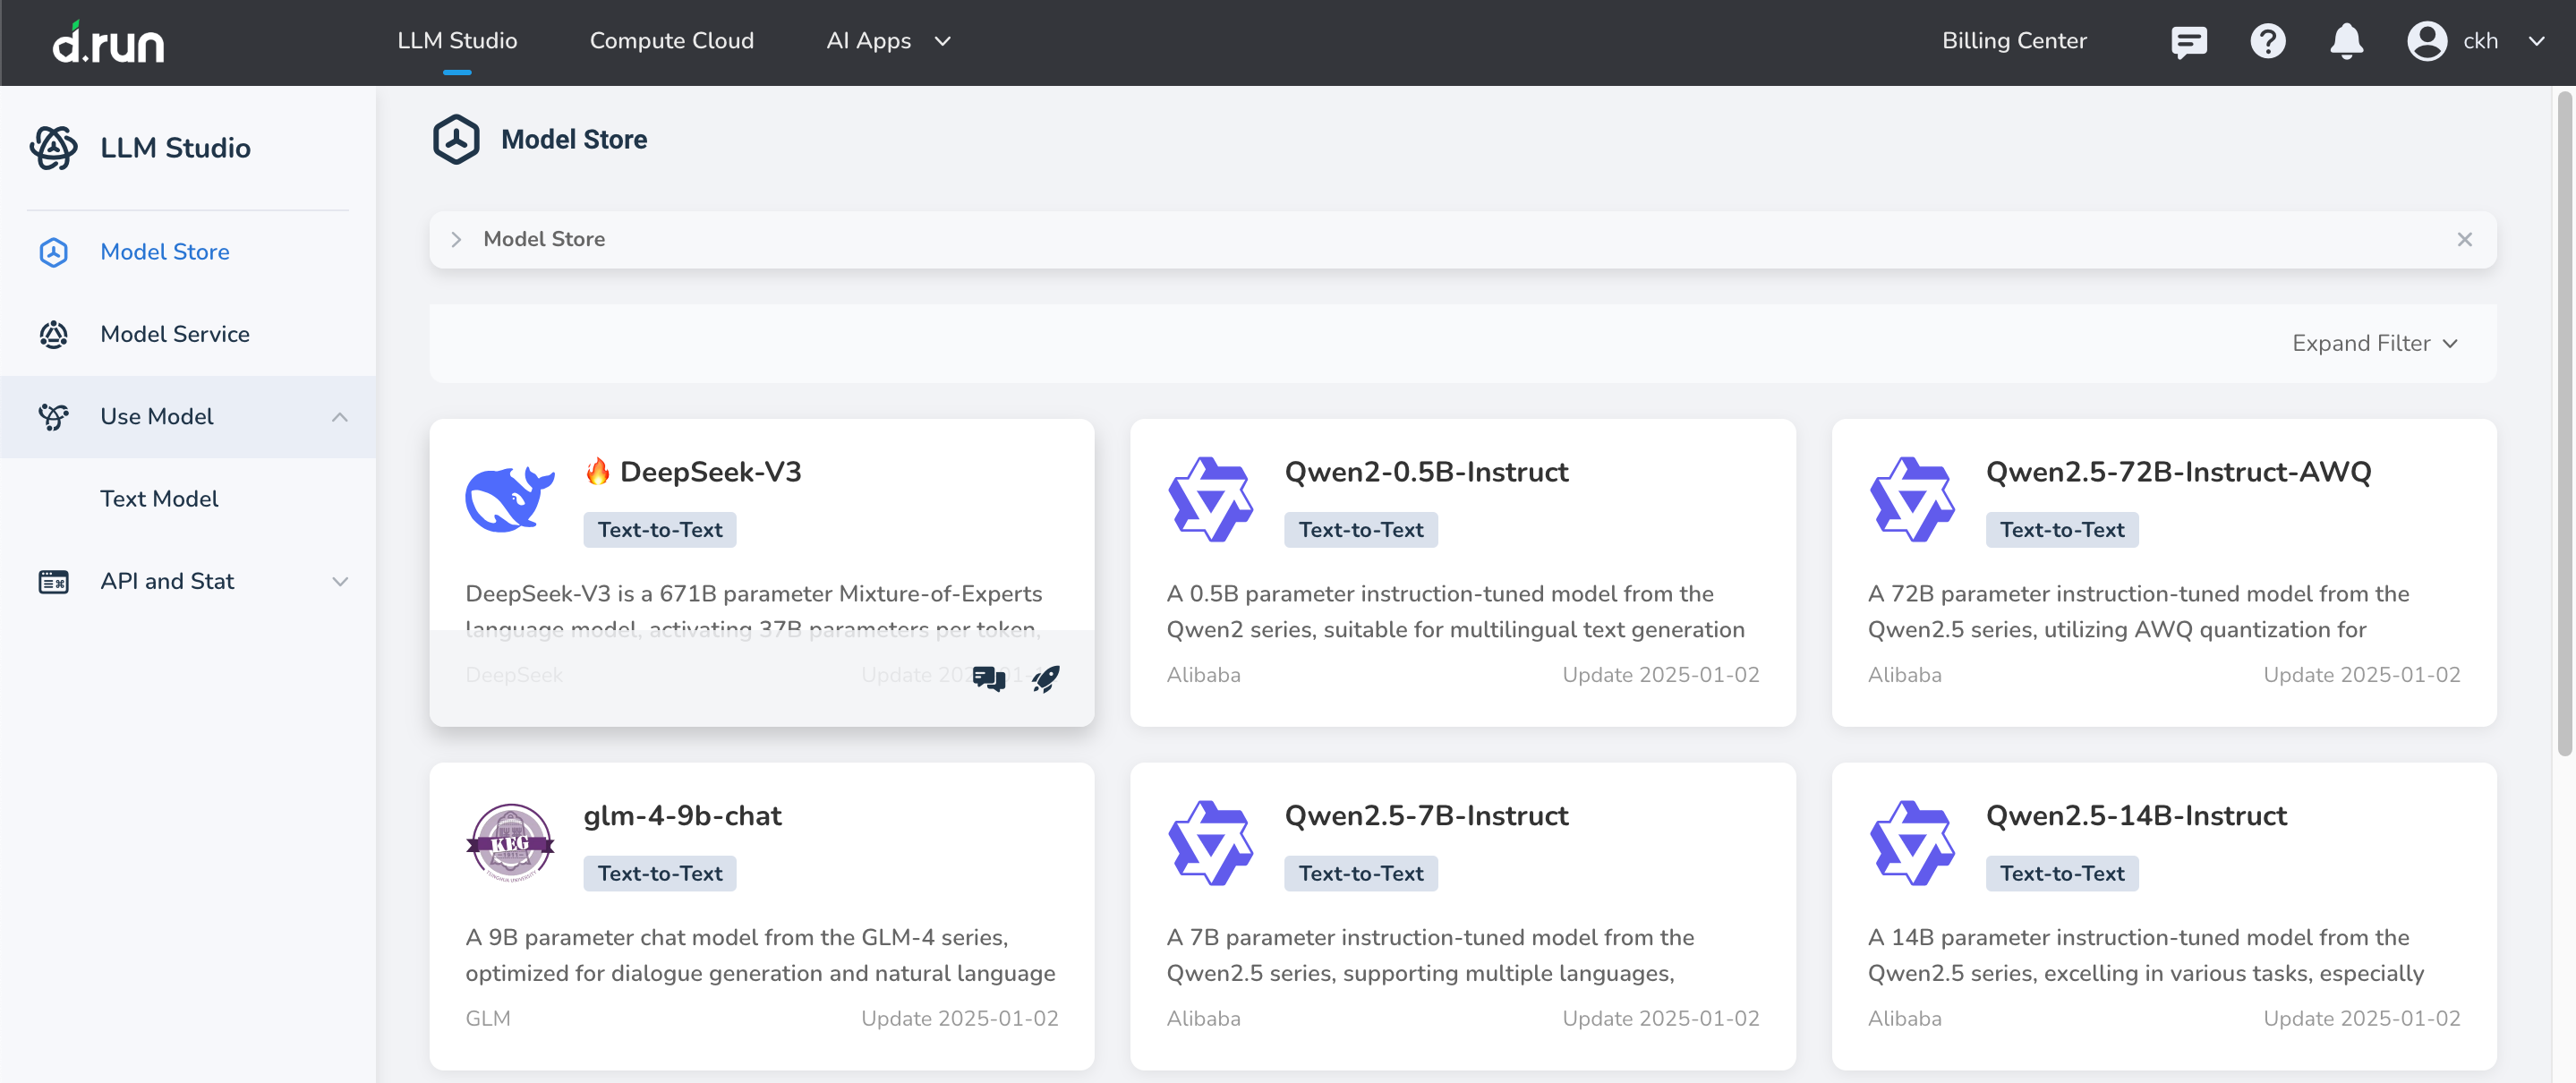 d.run
LLM Studio
Compute Cloud
AI Apps
Billing Center
ckh
LLM Studio
Model Store
Model Service
Use Model
Text Model
API and Stat
Model Store
Model Store
Expand Filter
DeepSeek-V3
Text-to-Text
DeepSeek-V3 is a 671B parameter Mixture-of-Experts
language model, activating 37B parameters per token,
DeepSeek
Update
Qwen2-0.5B-Instruct
Text-to-Text
A 0.5B parameter instruction-tuned model from the
Qwen2 series, suitable for multilingual text generation
Alibaba
Update 2025-01-02
Qwen2.5-72B-Instruct-AWQ
Text-to-Text
A 72B parameter instruction-tuned model from the
Qwen2.5 series, utilizing AWQ quantization for
Alibaba
Update 2025-01-02
KEG
glm-4-9b-chat
Text-to-Text
A 9B parameter chat model from the GLM-4 series,
optimized for dialogue generation and natural language
GLM
Update 2025-01-02
Qwen2.5-7B-Instruct
Text-to-Text
A 7B parameter instruction-tuned model from the
Qwen2.5 series, supporting multiple languages,
Alibaba
Update 2025-01-02
Qwen2.5-14B-Instruct
Text-to-Text
A 14B parameter instruction-tuned model from the
Qwen2.5 series, excelling in various tasks, especially
Alibaba
Update 2025-01-02